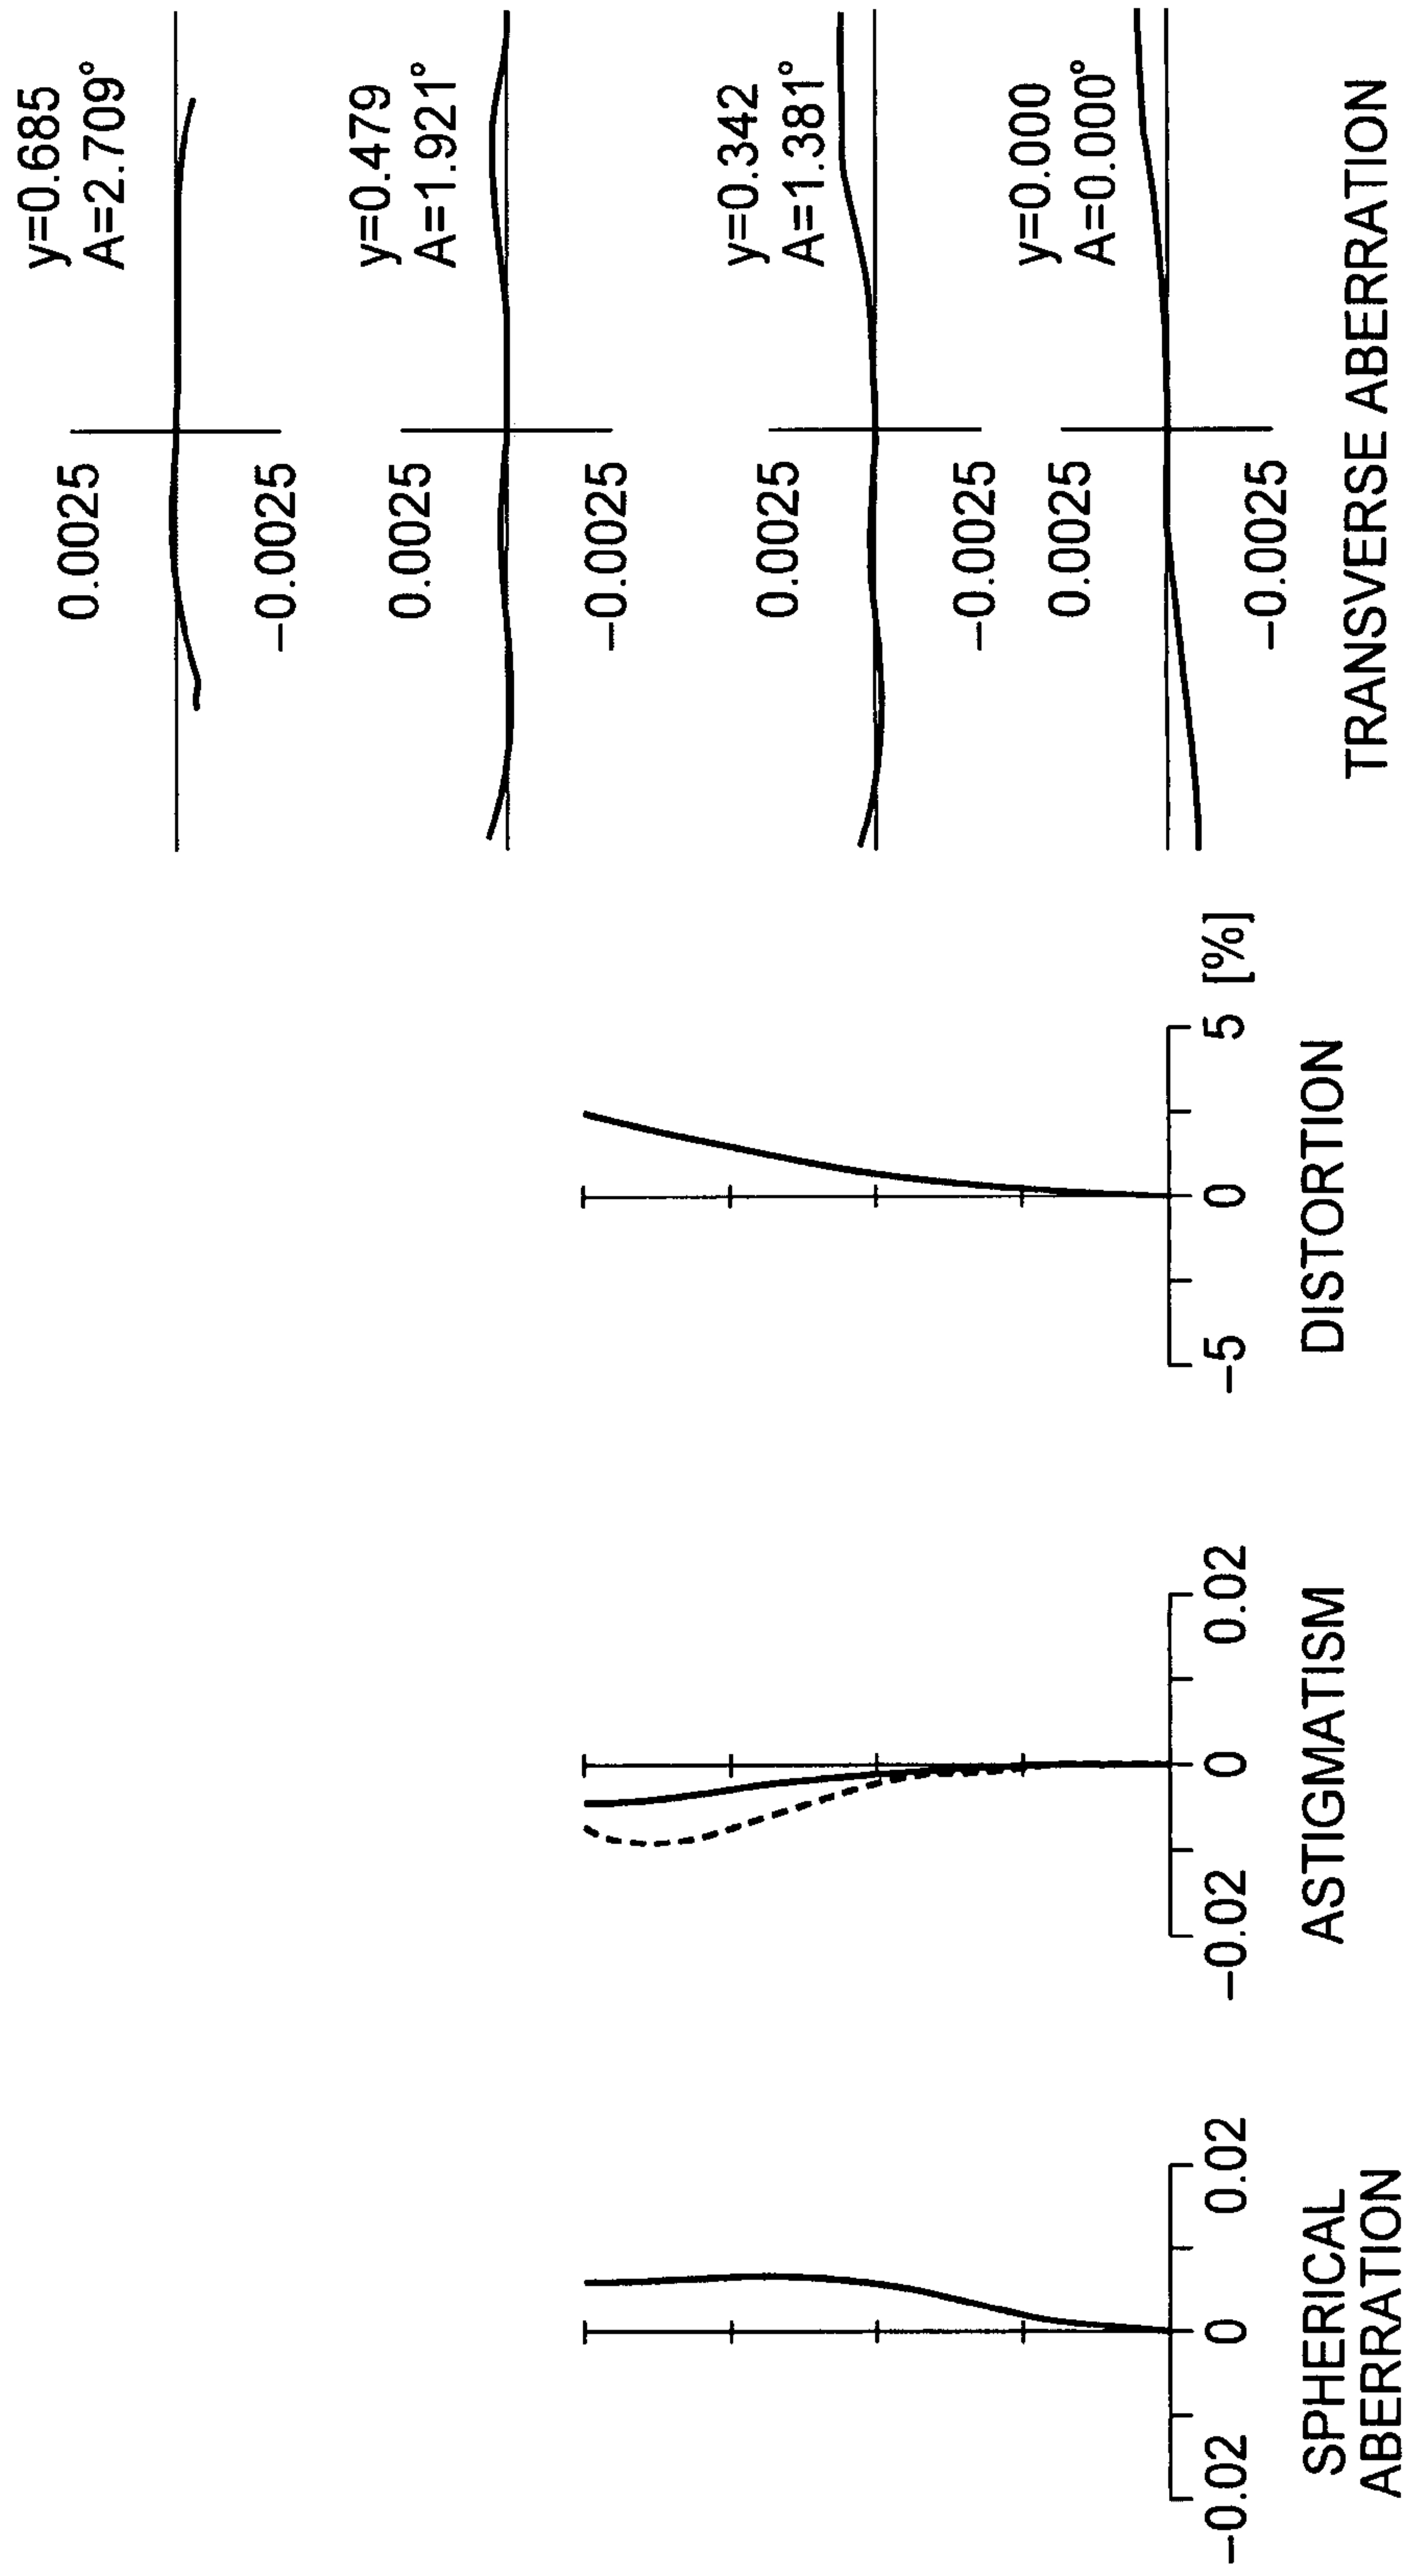 −0.02 0 0.02
SPHERICAL
ABERRATION
−0.02 0 0.02
ASTIGMATISM
−5 0 5 [%]
DISTORTION
y=0.685
A=2.709°
0.0025
−0.0025
y=0.479
A=1.921°
0.0025
−0.0025
y=0.342
A=1.381°
0.0025
−0.0025
y=0.000
A=0.000°
0.0025
−0.0025
TRANSVERSE ABERRATION